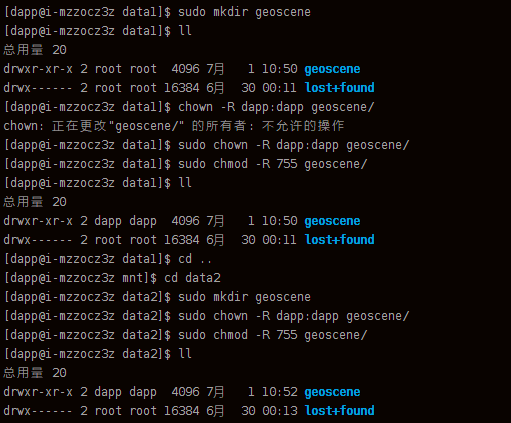 [dapp@i-mzzocz3z data1]$ sudo mkdir geoscene
[dapp@i-mzzocz3z data1]$ ll
总用量 20
drwxr-xr-x 2 root root  4096 7月   1 10:50 geoscene
drwx------ 2 root root 16384 6月  30 00:11 lost+found
[dapp@i-mzzocz3z data1]$ chown -R dapp:dapp geoscene/
chown: 正在更改"geoscene/" 的所有者: 不允许的操作
[dapp@i-mzzocz3z data1]$ sudo chown -R dapp:dapp geoscene/
[dapp@i-mzzocz3z data1]$ sudo chmod -R 755 geoscene/
[dapp@i-mzzocz3z data1]$ ll
总用量 20
drwxr-xr-x 2 dapp dapp  4096 7月   1 10:50 geoscene
drwx------ 2 root root 16384 6月  30 00:11 lost+found
[dapp@i-mzzocz3z data1]$ cd ..
[dapp@i-mzzocz3z mnt]$ cd data2
[dapp@i-mzzocz3z data2]$ sudo mkdir geoscene
[dapp@i-mzzocz3z data2]$ sudo chown -R dapp:dapp geoscene/
[dapp@i-mzzocz3z data2]$ sudo chmod -R 755 geoscene/
[dapp@i-mzzocz3z data2]$ ll
总用量 20
drwxr-xr-x 2 dapp dapp  4096 7月   1 10:52 geoscene
drwx------ 2 root root 16384 6月  30 00:13 lost+found